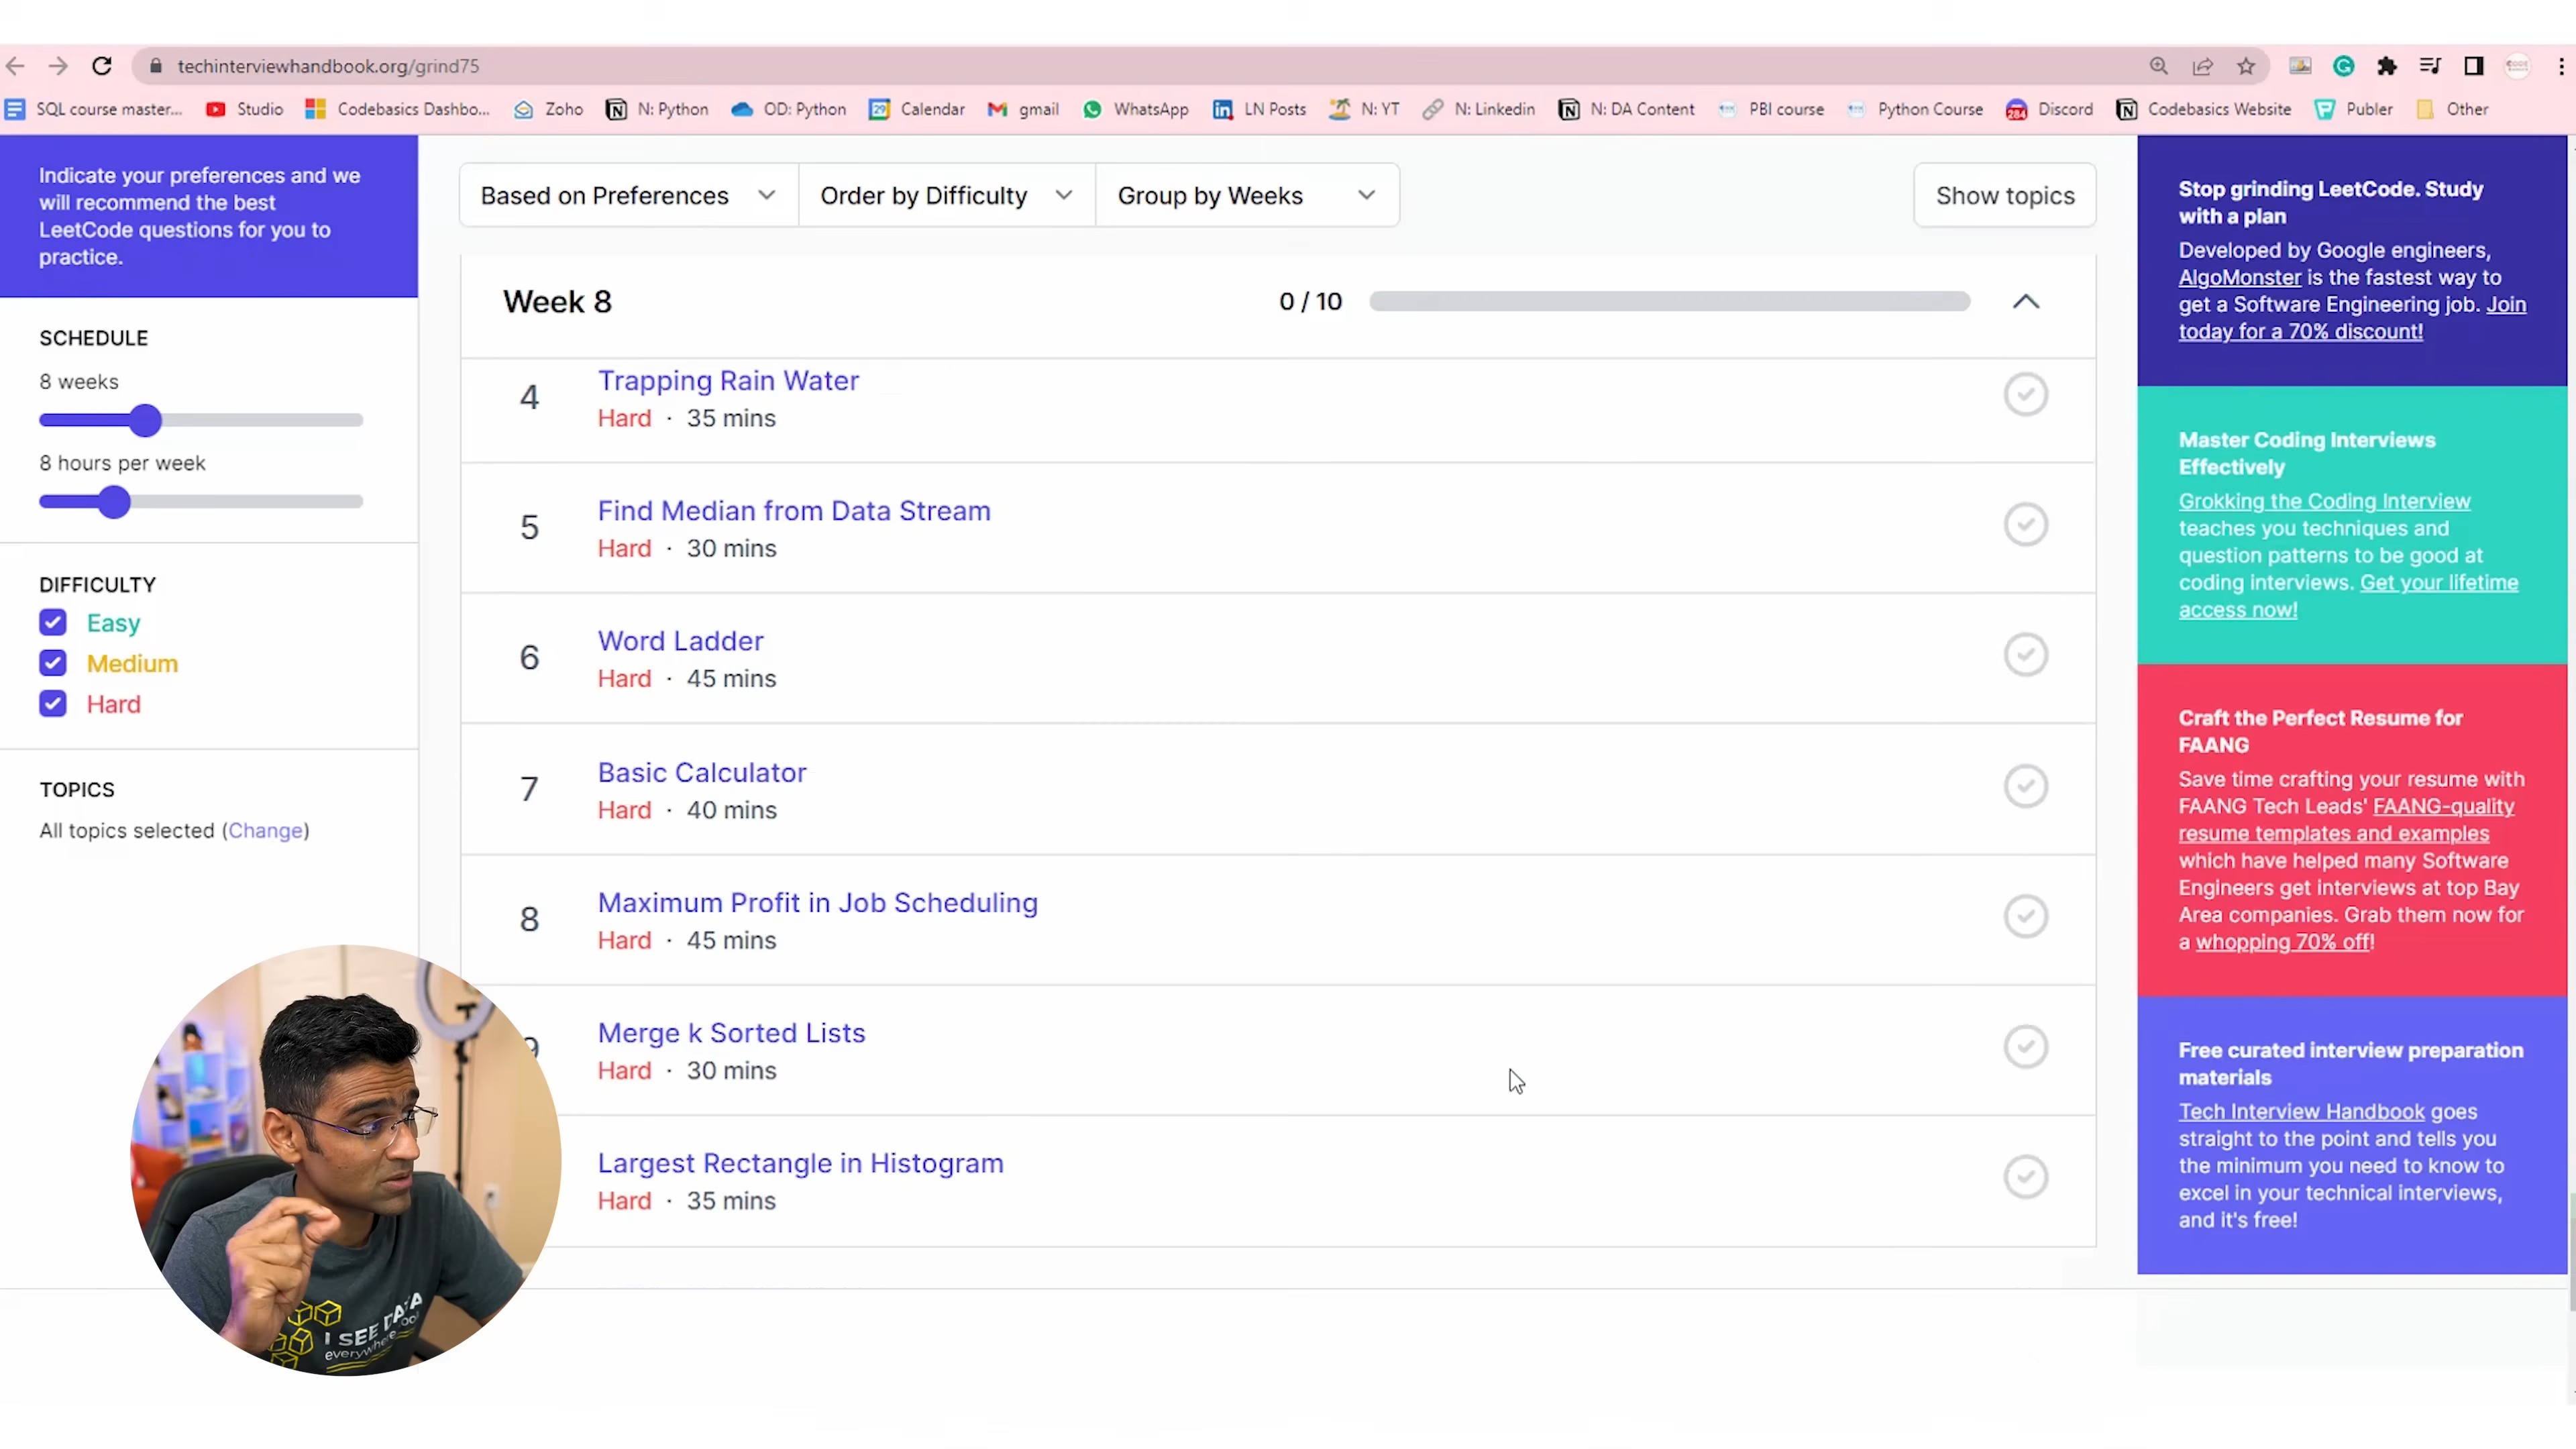 techinterviewhandbook.org/grind75
SQL course master... Studio Codebasics Dashbo... Zoho N: Python OD: Python Calendar gmail WhatsApp LN Posts N: YT N: Linkedin N: DA Content PBI course Python Course Discord Codebasics Website Publer Other
Indicate your preferences and we
will recommend the best
LeetCode questions for you to
practice.
SCHEDULE
8 weeks
8 hours per week
DIFFICULTY
Easy
Medium
Hard
TOPICS
All topics selected (Change)
Based on Preferences Order by Difficulty Group by Weeks Show topics
Week 8 0 / 10
4 Trapping Rain Water
Hard · 35 mins
5 Find Median from Data Stream
Hard · 30 mins
6 Word Ladder
Hard · 45 mins
7 Basic Calculator
Hard · 40 mins
8 Maximum Profit in Job Scheduling
Hard · 45 mins
9 Merge k Sorted Lists
Hard · 30 mins
Largest Rectangle in Histogram
Hard · 35 mins
I SEE DATA
Stop grinding LeetCode. Study
with a plan
Developed by Google engineers,
AlgoMonster is the fastest way to
get a Software Engineering job. Join
today for a 70% discount!
Master Coding Interviews
Effectively
Grokking the Coding Interview
teaches you techniques and
question patterns to be good at
coding interviews. Get your lifetime
access now!
Craft the Perfect Resume for
FAANG
Save time crafting your resume with
FAANG Tech Leads' FAANG-quality
resume templates and examples
which have helped many Software
Engineers get interviews at top Bay
Area companies. Grab them now for
a whopping 70% off!
Free curated interview preparation
materials
Tech Interview Handbook goes
straight to the point and tells you
the minimum you need to know to
excel in your technical interviews,
and it's free!